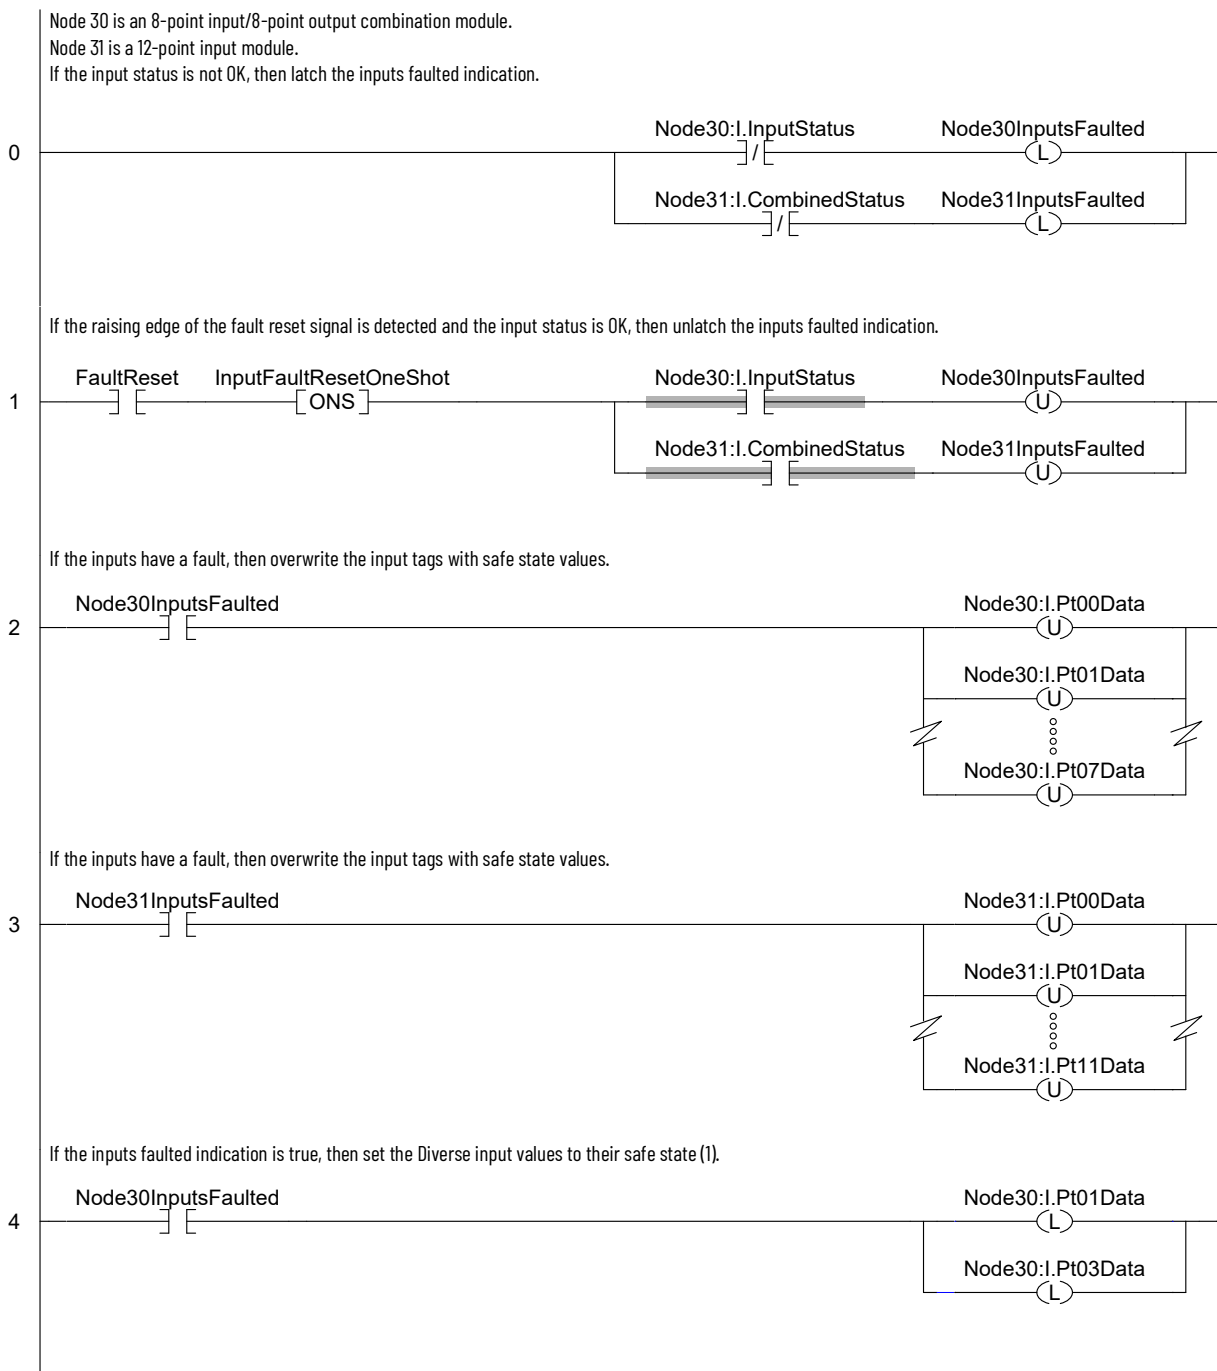 Node 30 is an 8-point input/8-point output combination module.
Node 31 is a 12-point input module.
If the input status is not OK, then latch the inputs faulted indication.
Node30:I.InputStatus Node30InputsFaulted
0 / L
Node31:I.CombinedStatus Node31InputsFaulted
/ L
If the raising edge of the fault reset signal is detected and the input status is OK, then unlatch the inputs faulted indication.
FaultReset InputFaultResetOneShot Node30:I.InputStatus Node30InputsFaulted
1 ONS U
Node31:I.CombinedStatus Node31InputsFaulted
U
If the inputs have a fault, then overwrite the input tags with safe state values.
Node30InputsFaulted Node30:I.Pt00Data
2 U
Node30:I.Pt01Data
U
Node30:I.Pt07Data
U
If the inputs have a fault, then overwrite the input tags with safe state values.
Node31InputsFaulted Node31:I.Pt00Data
3 U
Node31:I.Pt01Data
U
Node31:I.Pt11Data
U
If the inputs faulted indication is true, then set the Diverse input values to their safe state (1).
Node30InputsFaulted Node30:I.Pt01Data
4 L
Node30:I.Pt03Data
L